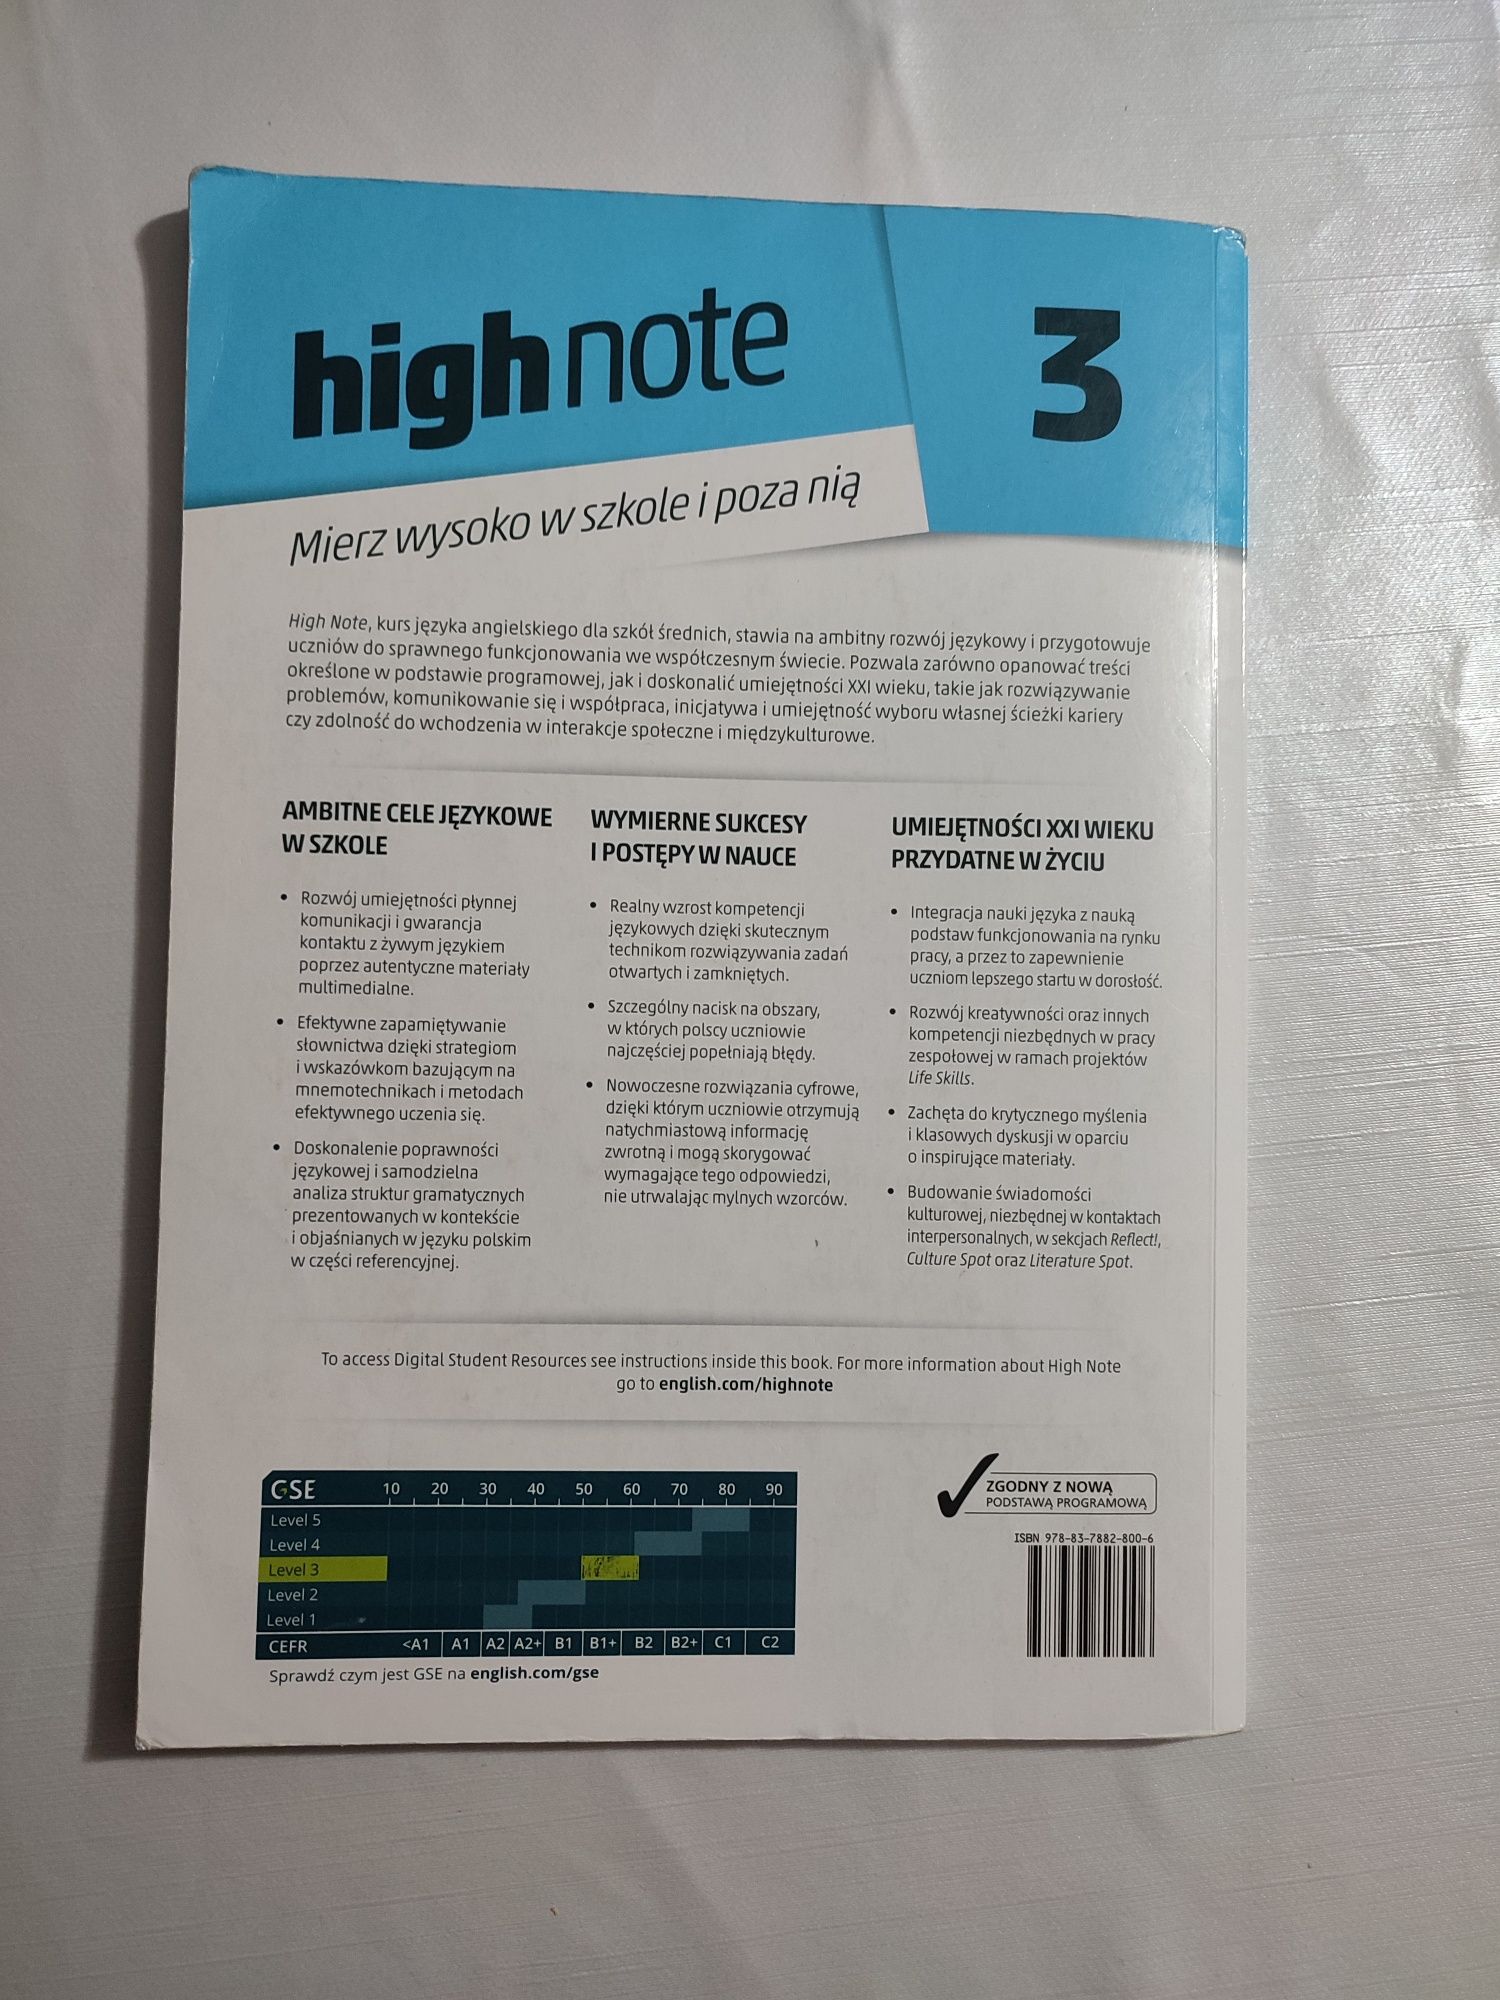 highnote 3
Mierz wysoko w szkole i poza nią
High Note, kurs języka angielskiego dla szkół średnich, stawia na ambitny rozwój językowy i przygotowuje
uczniów do sprawnego funkcjonowania we współczesnym świecie. Pozwala zarówno opanować treści
określone w podstawie programowej, jak i doskonalić umiejętności XXI wieku, takie jak rozwiązywanie
problemów, komunikowanie się i współpraca, inicjatywa i umiejętność wyboru własnej ścieżki kariery
czy zdolność do wchodzenia w interakcje społeczne i międzykulturowe.
AMBITNE CELE JĘZYKOWE
W SZKOLE
• Rozwój umiejętności płynnej
komunikacji i gwarancja
kontaktu z żywym językiem
poprzez autentyczne materiały
multimedialne.
• Efektywne zapamiętywanie
słownictwa dzięki strategiom
i wskazówkom bazującym na
mnemotechnikach i metodach
efektywnego uczenia się.
• Doskonalenie poprawności
językowej i samodzielna
analiza struktur gramatycznych
prezentowanych w kontekście
i objaśnianych w języku polskim
w części referencyjnej.
WYMIERNE SUKCESY
I POSTĘPY W NAUCE
• Realny wzrost kompetencji
językowych dzięki skutecznym
technikom rozwiązywania zadań
otwartych i zamkniętych.
• Szczególny nacisk na obszary,
w których polscy uczniowie
najczęściej popełniają błędy.
• Nowoczesne rozwiązania cyfrowe,
dzięki którym uczniowie otrzymują
natychmiastową informację
zwrotną i mogą skorygować
wymagające tego odpowiedzi,
nie utrwalając mylnych wzorców.
UMIEJĘTNOŚCI XXI WIEKU
PRZYDATNE W ŻYCIU
• Integracja nauki języka z nauką
podstaw funkcjonowania na rynku
pracy, a przez to zapewnienie
uczniom lepszego startu w dorosłość.
• Rozwój kreatywności oraz innych
kompetencji niezbędnych w pracy
zespołowej w ramach projektów
Life Skills.
• Zachęta do krytycznego myślenia
i klasowych dyskusji w oparciu
o inspirujące materiały.
• Budowanie świadomości
kulturowej, niezbędnej w kontaktach
interpersonalnych, w sekcjach Reflect!,
Culture Spot oraz Literature Spot.
To access Digital Student Resources see instructions inside this book. For more information about High Note
go to english.com/highnote
GSE 10 20 30 40 50 60 70 80 90
Level 5
Level 4
Level 3
Level 2
Level 1
CEFR <A1 A1 A2 A2+ B1 B1+ B2 B2+ C1 C2
Sprawdź czym jest GSE na english.com/gse
ZGODNY Z NOWĄ
PODSTAWĄ PROGRAMOWĄ
ISBN 978-83-7882-800-6